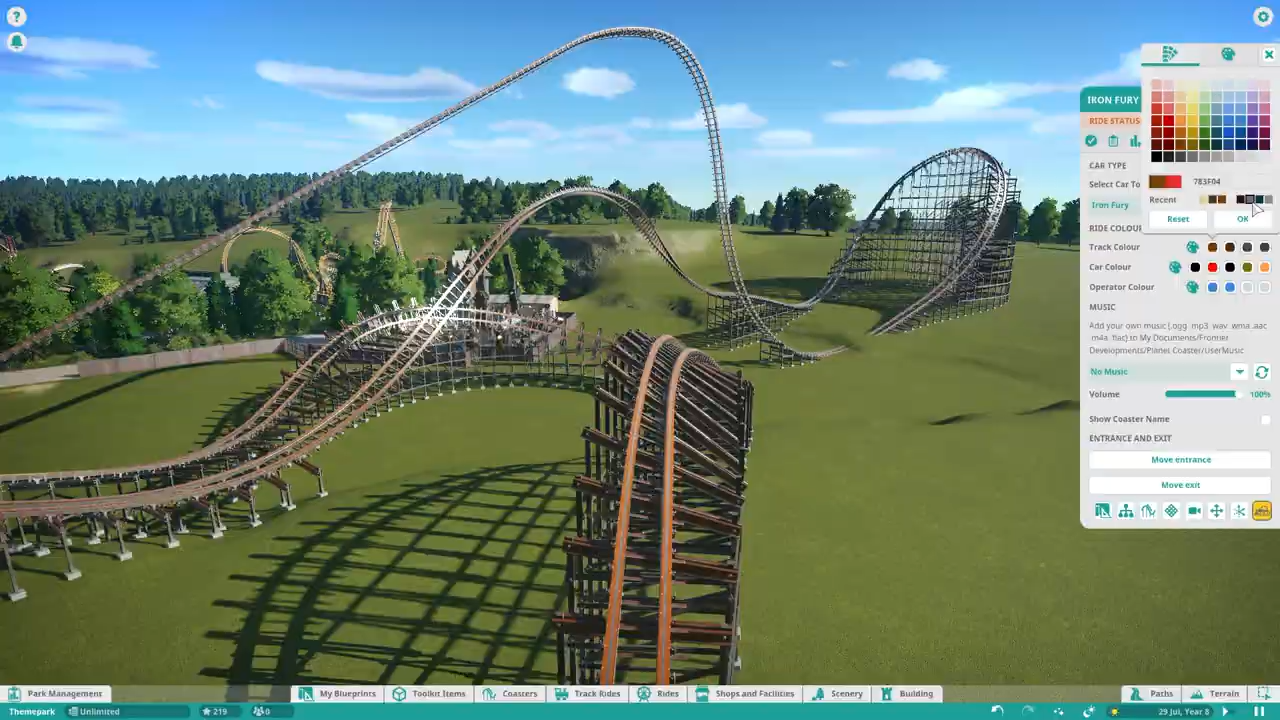 IRON FURY
RIDE STATUS
CAR TYPE
Select Car To
Iron Fury
783F04
Recent
Reset
OK
RIDE COLOUR
Track Colour
Car Colour
Operator Colour
MUSIC
Add your own music (.ogg .mp3 .wav .wma .aac
.m4a .flac) in My Documents/Frontier
Developments/Planet Coaster/UserMusic
No Music
Volume
100%
Show Coaster Name
ENTRANCE AND EXIT
Move entrance
Move exit
Park Management
My Blueprints
Toolkit Items
Coasters
Track Rides
Rides
Shops and Facilities
Scenery
Building
Paths
Terrain
Themepark
Unlimited
219
0
29 Jul, Year 8